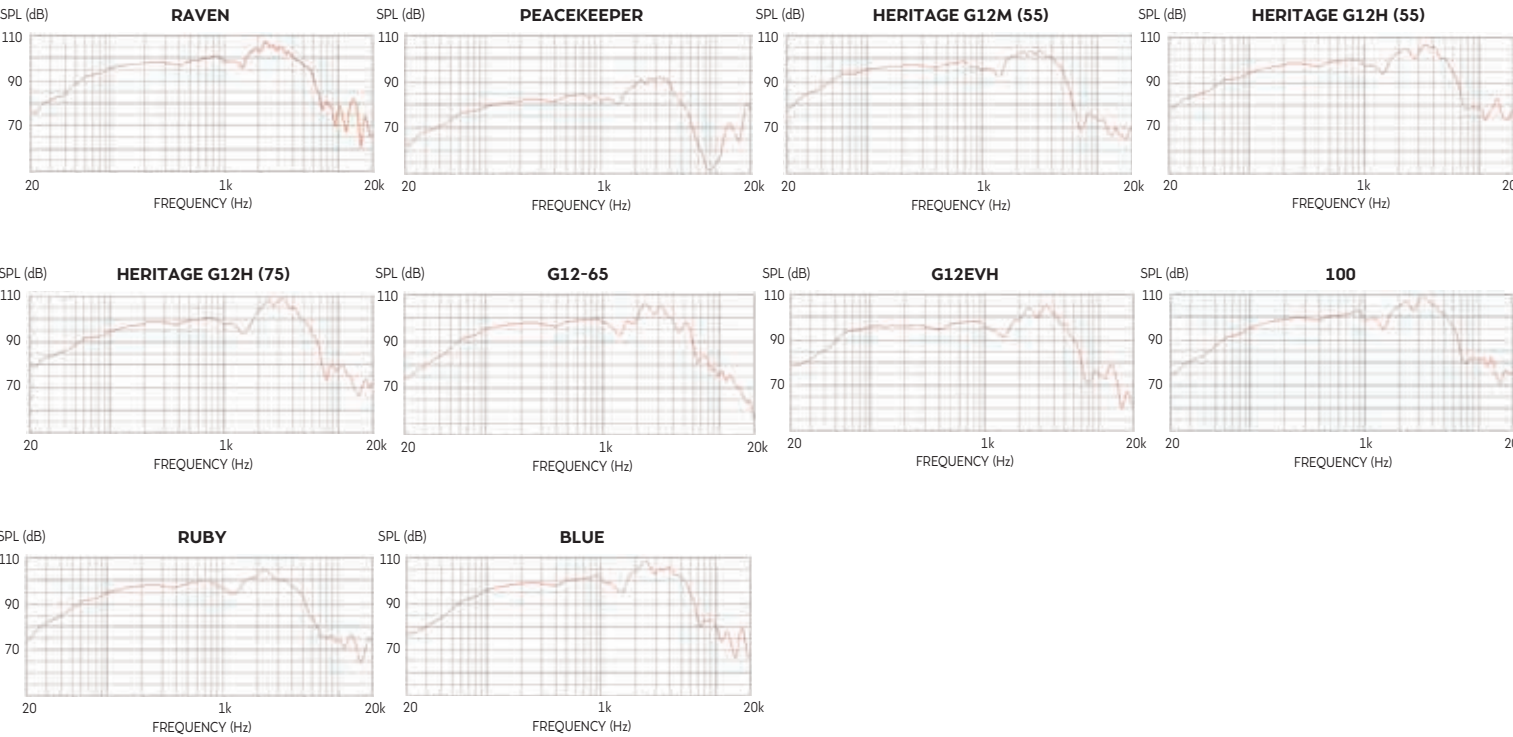 SPL (dB) RAVEN
110
90
70
20 1k 20k
FREQUENCY (Hz)
SPL (dB) PEACEKEEPER
110
90
70
20 1k 20k
FREQUENCY (Hz)
SPL (dB) HERITAGE G12M (55)
110
90
70
20 1k 20k
FREQUENCY (Hz)
SPL (dB) HERITAGE G12H (55)
110
90
70
20 1k 20
FREQUENCY (Hz)
SPL (dB) HERITAGE G12H (75)
110
90
70
20 1k 20k
FREQUENCY (Hz)
SPL (dB) G12-65
110
90
70
20 1k 20k
FREQUENCY (Hz)
SPL (dB) G12EVH
110
90
70
20 1k 20k
FREQUENCY (Hz)
SPL (dB) 100
110
90
70
20 1k 20
FREQUENCY (Hz)
SPL (dB) RUBY
110
90
70
20 1k 20k
FREQUENCY (Hz)
SPL (dB) BLUE
110
90
70
20 1k 20k
FREQUENCY (Hz)